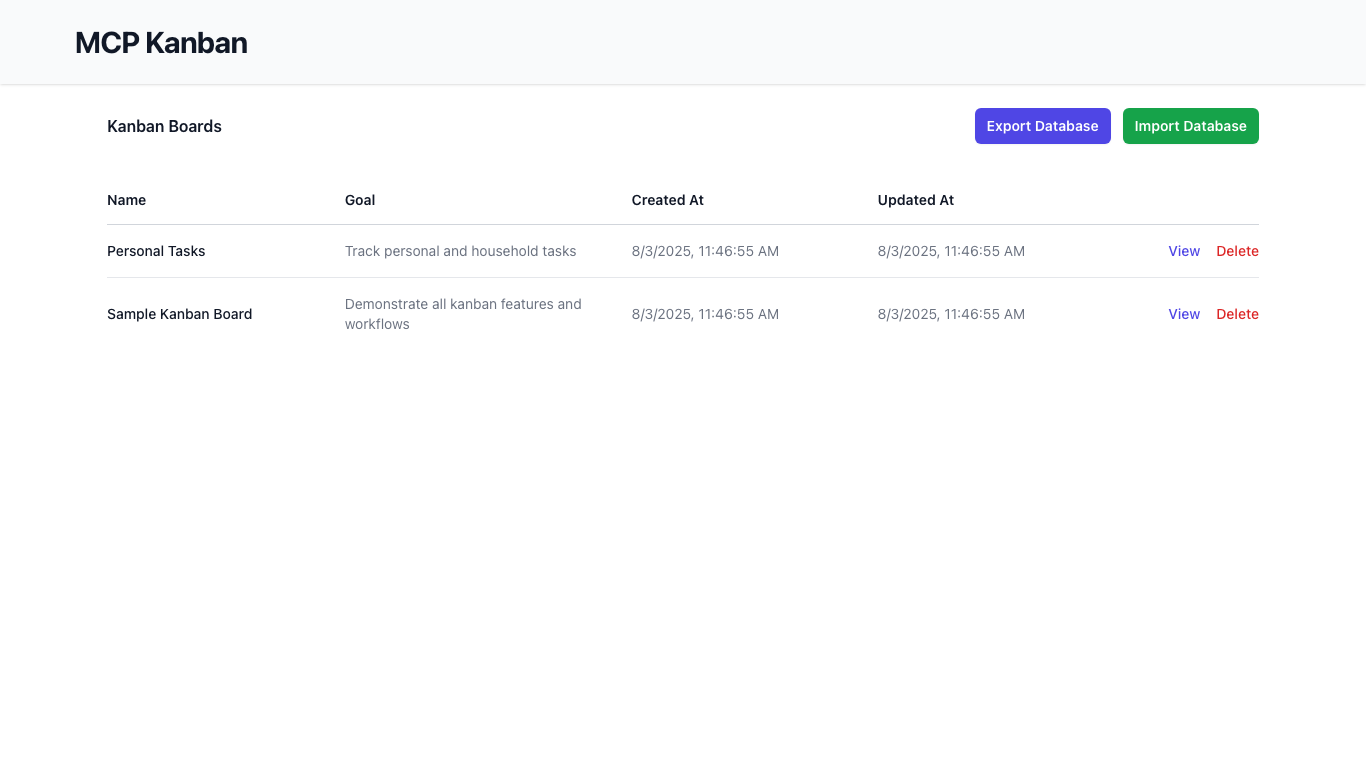 MCP Kanban
Kanban Boards
Export Database
Import Database
Name
Goal
Created At
Updated At
Personal Tasks
Track personal and household tasks
8/3/2025, 11:46:55 AM
8/3/2025, 11:46:55 AM
View
Delete
Sample Kanban Board
Demonstrate all kanban features and
workflows
8/3/2025, 11:46:55 AM
8/3/2025, 11:46:55 AM
View
Delete